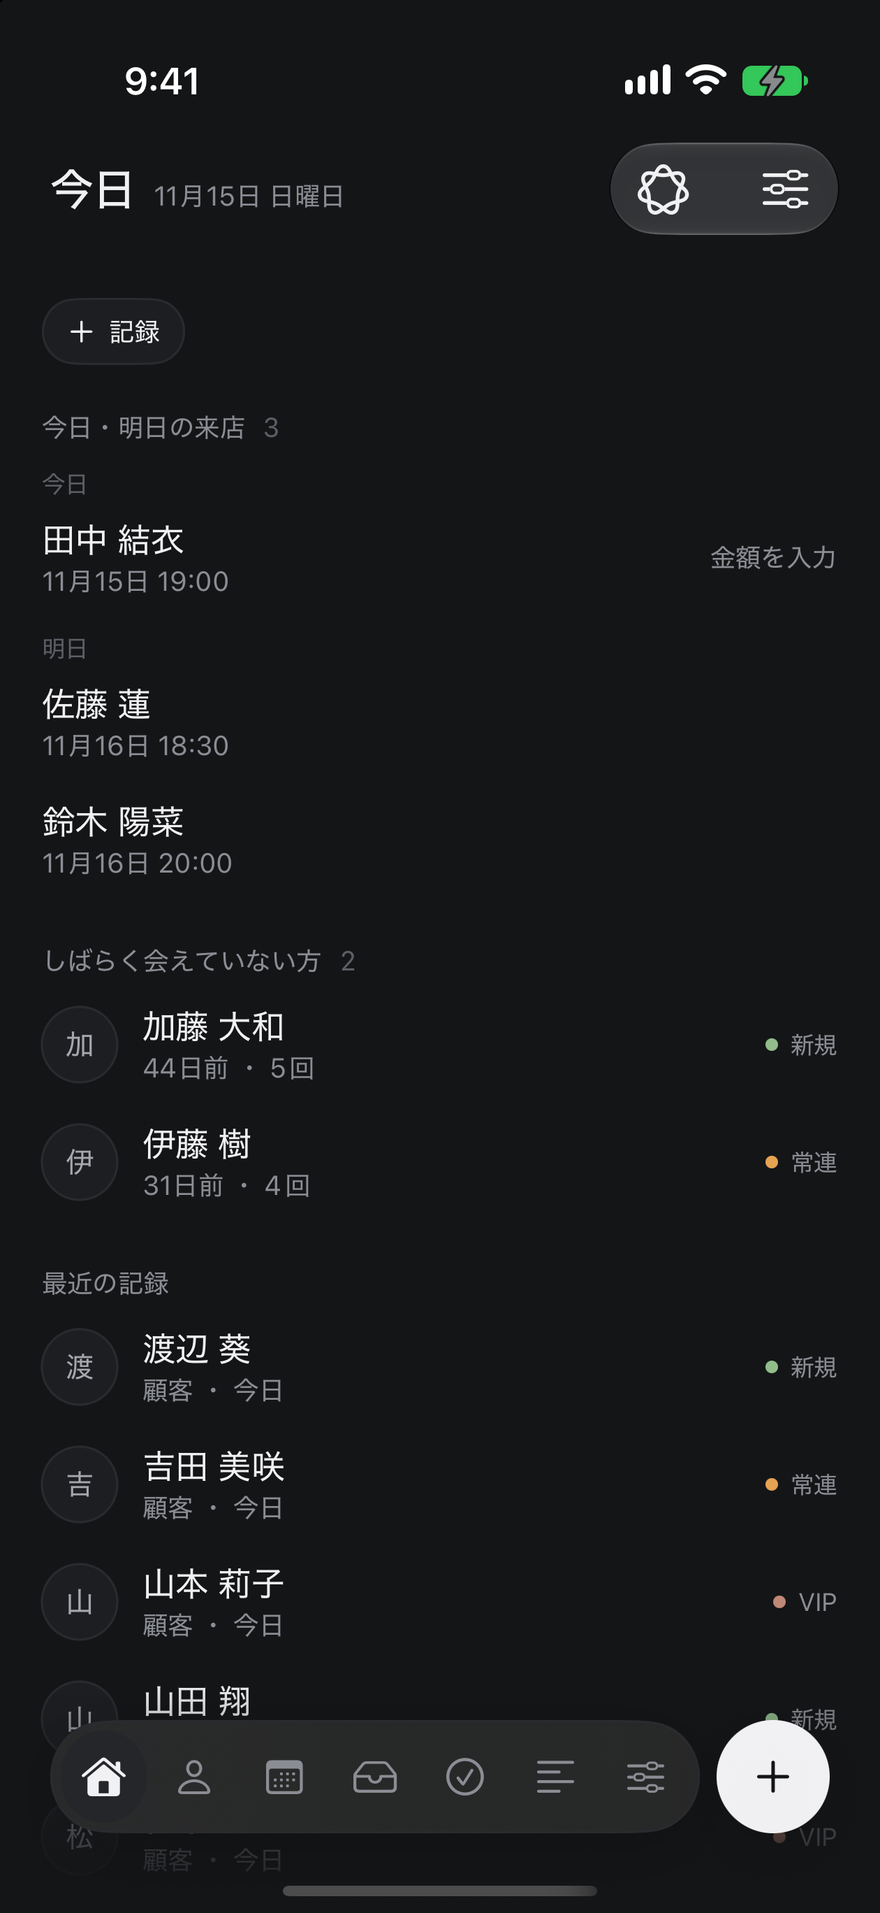 9:41
今日 11月15日 日曜日
記録
今日・明日の来店 3
今日
田中 結衣
11月15日 19:00
金額を入力
明日
佐藤 蓮
11月16日 18:30
鈴木 陽菜
11月16日 20:00
しばらく会えていない方 2
加
加藤 大和
44日前 ・ 5回
新規
伊
伊藤 樹
31日前 ・ 4回
常連
最近の記録
渡
渡辺 葵
顧客 ・ 今日
新規
吉
吉田 美咲
顧客 ・ 今日
常連
山
山本 莉子
顧客 ・ 今日
VIP
山
山田 翔
新規
松
顧客 ・ 今日
VIP